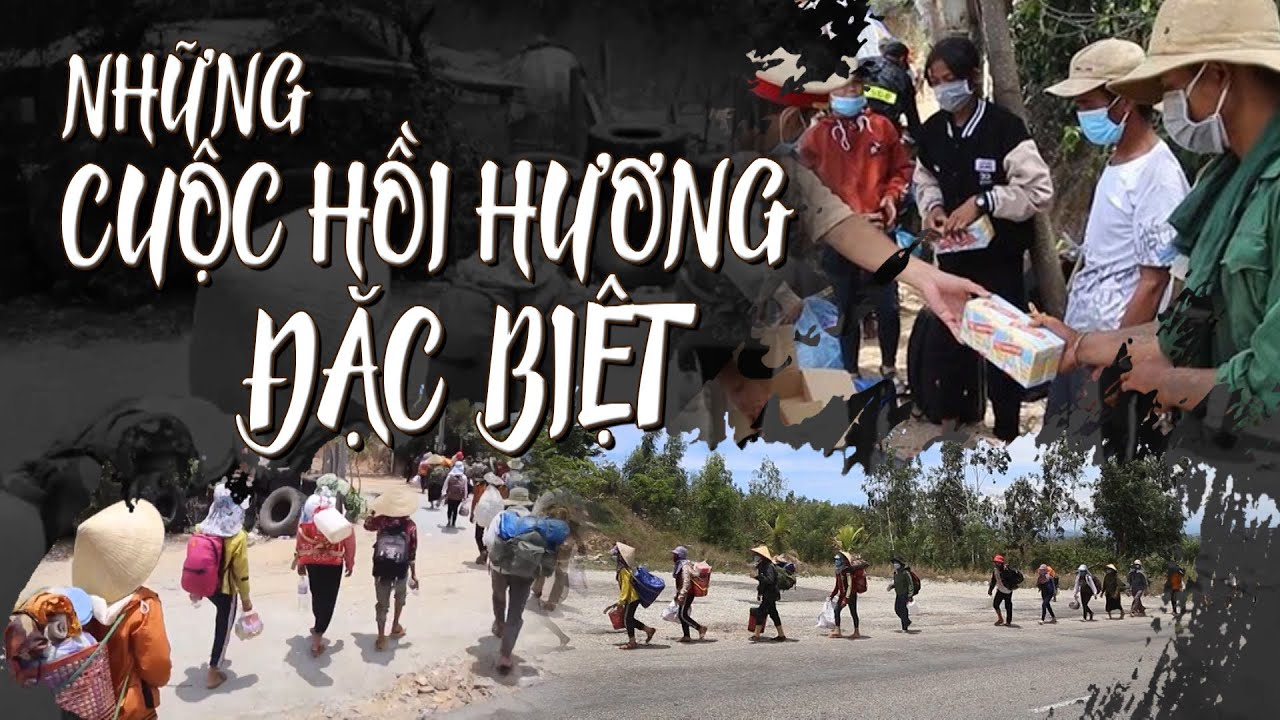 NHỮNG
CUỘC HỒI HƯƠNG
ĐẶC BIỆT